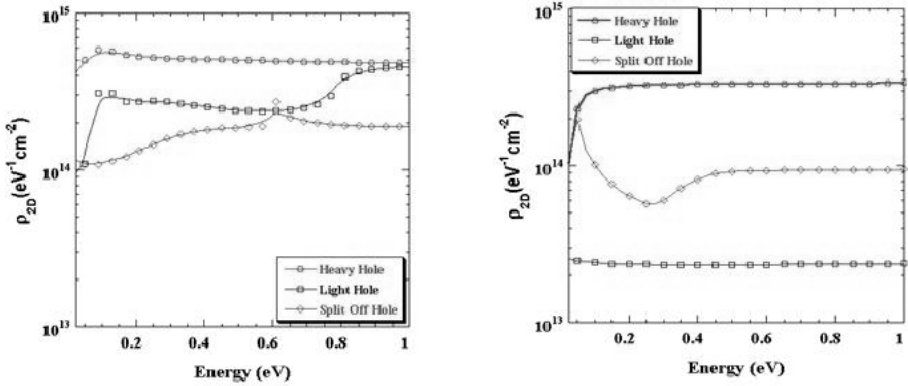 10^15
10^14
10^13
ρ2D(eV^-1cm^-2)
Heavy Hole
Light Hole
Split Off Hole
0.2 0.4 0.6 0.8 1
Energy (eV)
10^15
10^14
10^13
ρ2D(eV^-1cm^-2)
Heavy Hole
Light Hole
Split Off Hole
0.2 0.4 0.6 0.8 1
Energy (eV)